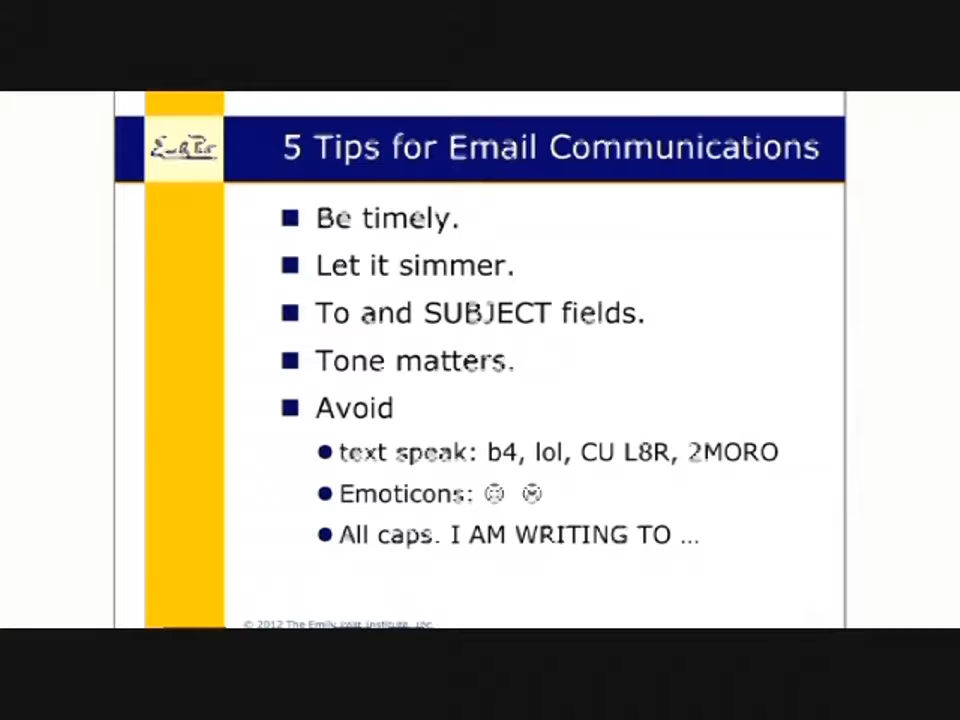 5 Tips for Email Communications
Be timely.
Let it simmer.
To and SUBJECT fields.
Tone matters.
Avoid
text speak: b4, lol, CU L8R, 2MORO
Emoticons: ☺ ☹
All caps. I AM WRITING TO ...
© 2012 The Emily Post Institute, Inc.